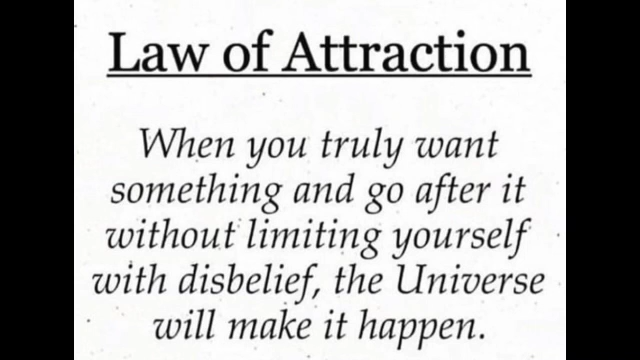 Law of Attraction
When you truly want
something and go after it
without limiting yourself
with disbelief, the Universe
will make it happen.